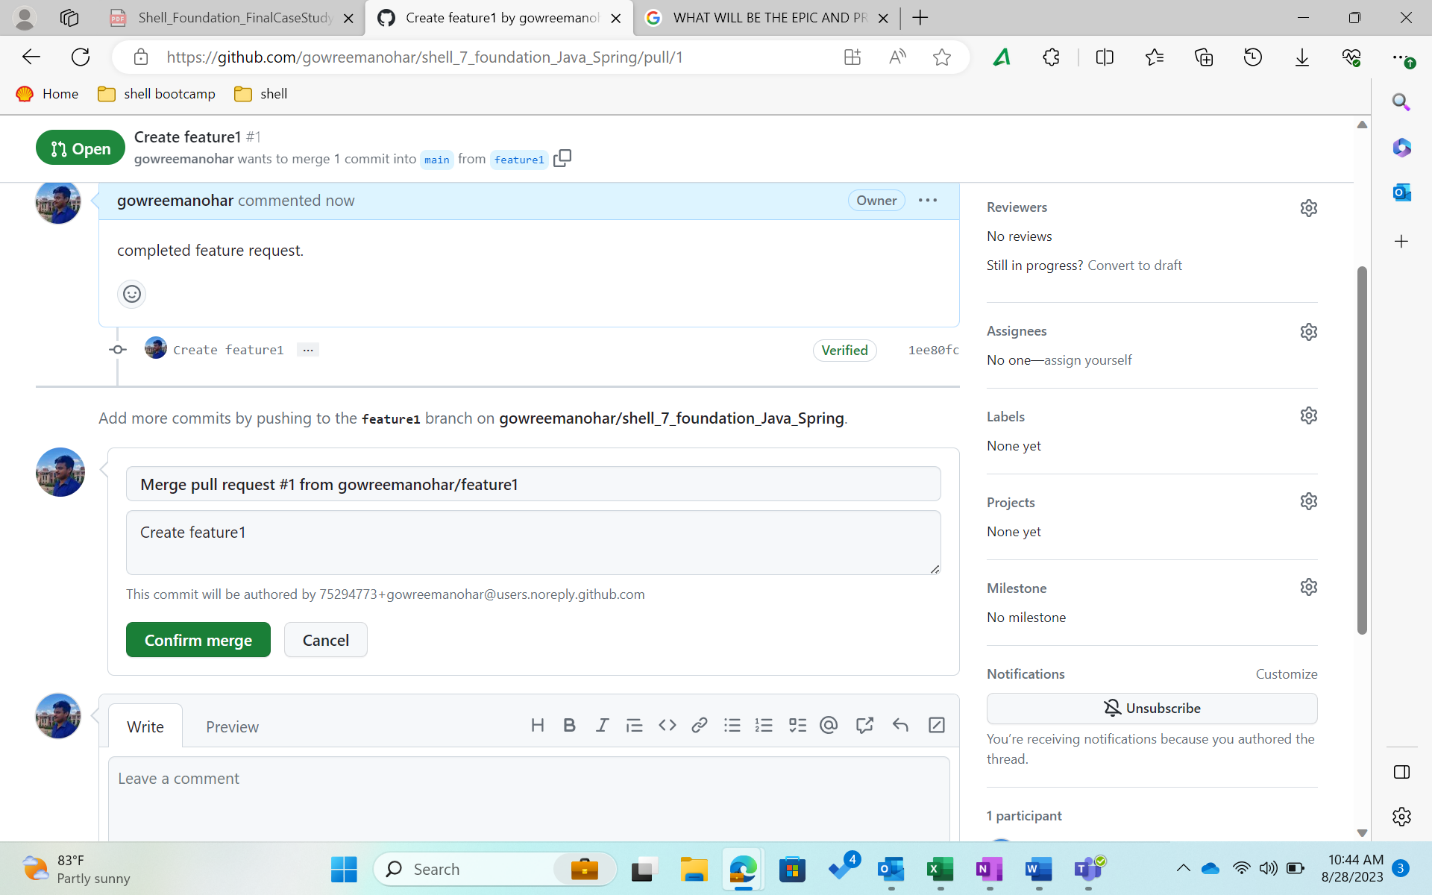 Shell_Foundation_FinalCaseStudy
Create feature1 by gowreemanoh
WHAT WILL BE THE EPIC AND PR
https://github.com/gowreemanohar/shell_7_foundation_Java_Spring/pull/1
Home
shell bootcamp
shell
Open
Create feature1 #1
gowreemanohar wants to merge 1 commit into main from feature1
gowreemanohar commented now
Owner
completed feature request.
Create feature1
Verified
1ee80fc
Add more commits by pushing to the feature1 branch on gowreemanohar/shell_7_foundation_Java_Spring.
Merge pull request #1 from gowreemanohar/feature1
Create feature1
This commit will be authored by 75294773+gowreemanohar@users.noreply.github.com
Confirm merge
Cancel
Write
Preview
Leave a comment
Reviewers
No reviews
Still in progress? Convert to draft
Assignees
No one—assign yourself
Labels
None yet
Projects
None yet
Milestone
No milestone
Notifications
Customize
Unsubscribe
You're receiving notifications because you authored the
thread.
1 participant
83°F
Partly sunny
Search
4
10:44 AM
8/28/2023
3